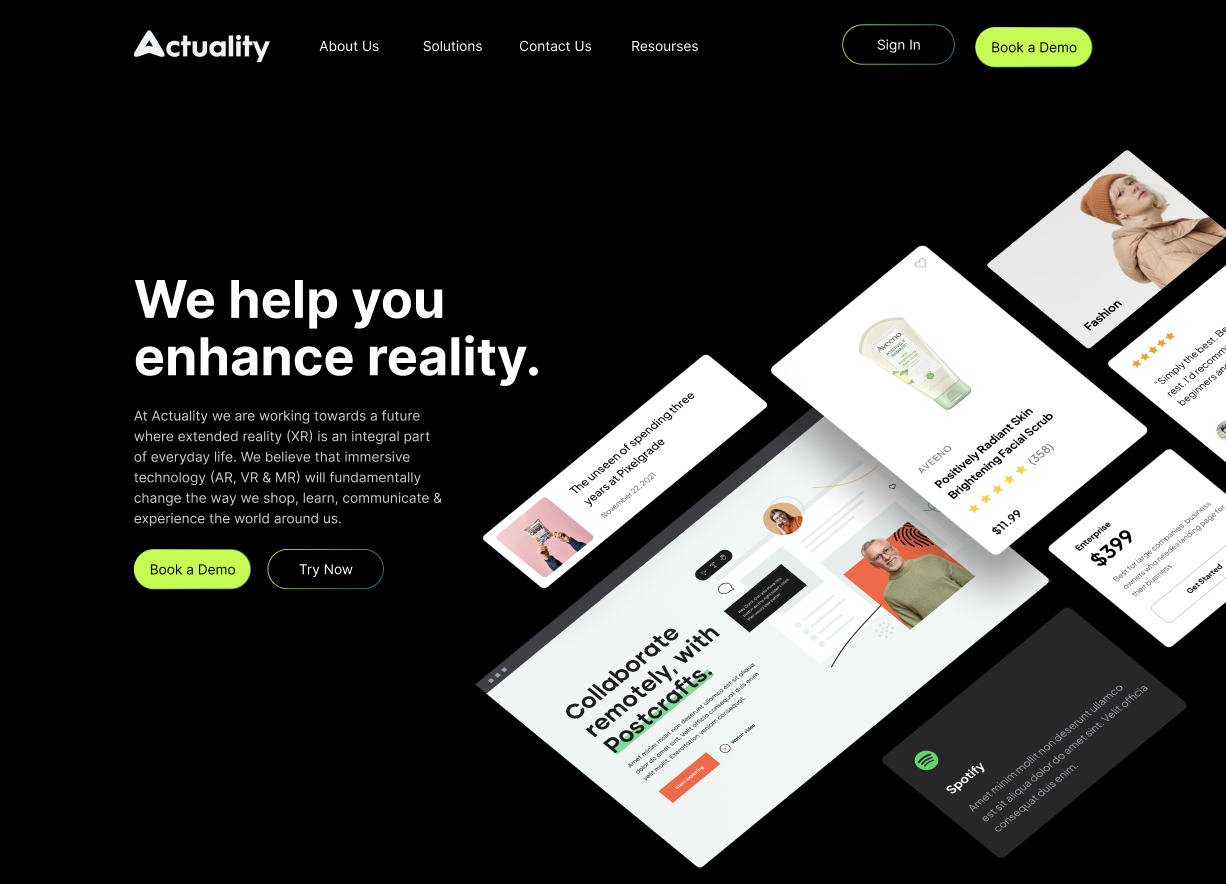 Actuality
About Us
Solutions
Contact Us
Resourses
Sign In
Book a Demo
We help you
enhance reality.
At Actuality we are working towards a future
where extended reality (XR) is an integral part
of everyday life. We believe that immersive
technology (AR, VR & MR) will fundamentally
change the way we shop, learn, communicate &
experience the world around us.
Book a Demo
Try Now
The unseen of spending three
years at Pixelgrade
November 22, 2021
Aveeno
POSITIVELY
RADIANT
AVEENO
Positively Radiant Skin
Brightening Facial Scrub
(358)
$11.99
Fashion
“Simply the best. Be
rest. I’d recomm
beginners an
Enterprise
$399
Best for large companies, business
owners who needes landing page for
their business.
Get Started
Collaborate
remotely, with
Postcrafts.
Amet minim mollit non deserunt ullamco est sit aliqua
dolor do amet sint. Velit officia consequat duis enim
velit mollit. Exercitation veniam consequat.
Start exploring
Watch video
Spotify
Amet minim mollit non deserunt ullamco
est sit aliqua dolor do amet sint. Velit officia
consequat duis enim.